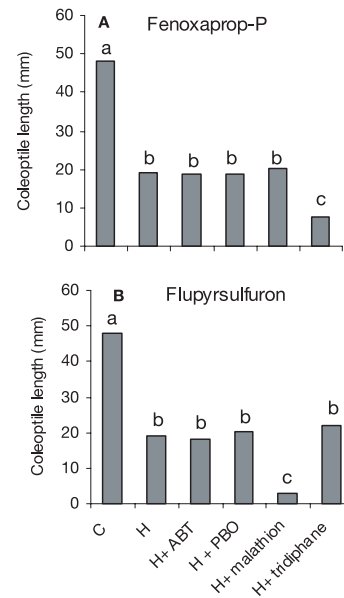 A Fenoxaprop-P
Coleoptile length (mm)
60
50
40
30
20
10
0
a
b
b
b
b
c
B Flupyrsulfuron
Coleoptile length (mm)
60
50
40
30
20
10
0
a
b
b
b
c
b
C
H
H+ ABT
H + PBO
H+ malathion
H+ tridiphane